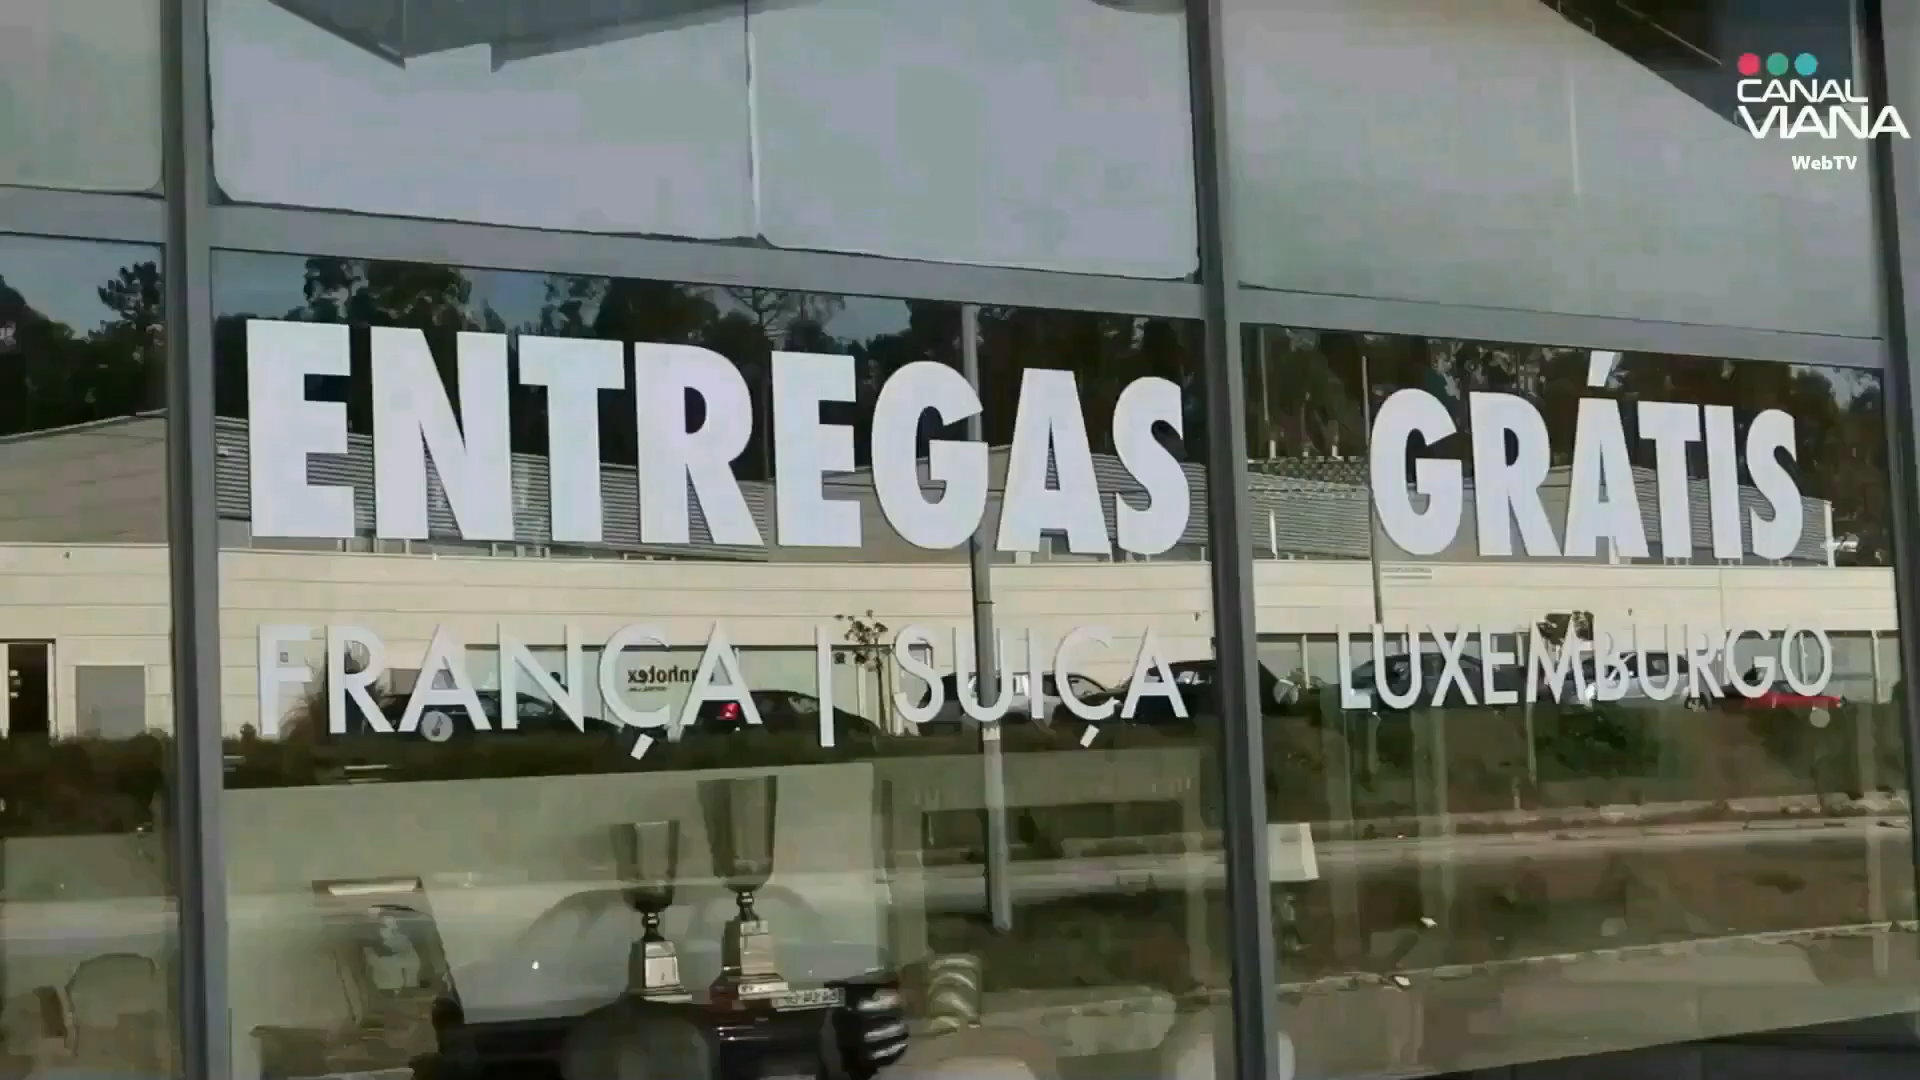 CANAL
VIANA
WebTV
ENTREGAS GRÁTIS
FRANÇA | SUIÇA LUXEMBURGO